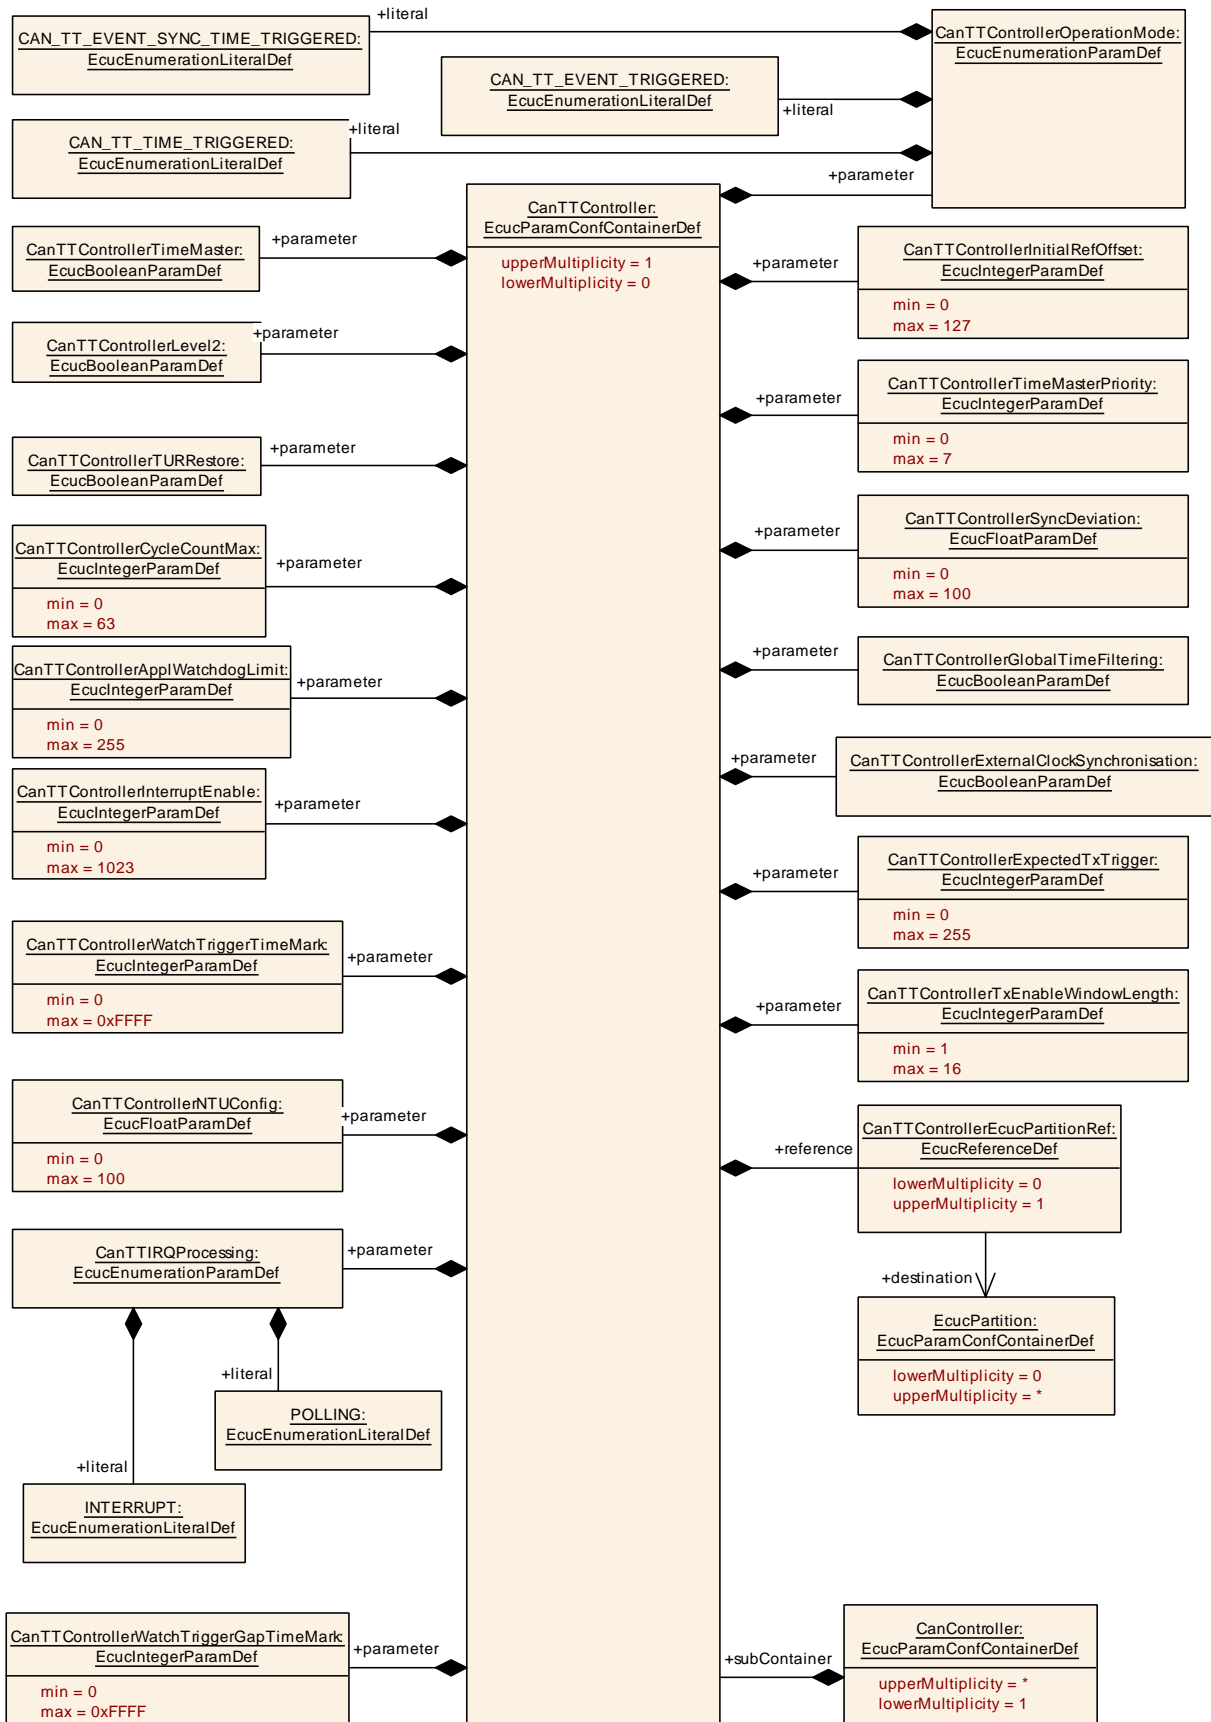 +literal
CAN_TT_EVENT_SYNC_TIME_TRIGGERED:
EcucEnumerationLiteralDef
CanTTControllerOperationMode:
EcucEnumerationParamDef
CAN_TT_EVENT_TRIGGERED:
EcucEnumerationLiteralDef
+literal
CAN_TT_TIME_TRIGGERED:
EcucEnumerationLiteralDef
+literal
+parameter
CanTTController:
EcucParamConfContainerDef
upperMultiplicity = 1
lowerMultiplicity = 0
CanTTControllerTimeMaster:
EcucBooleanParamDef
+parameter
+parameter
CanTTControllerInitialRefOffset:
EcucIntegerParamDef
min = 0
max = 127
CanTTControllerLevel2:
EcucBooleanParamDef
+parameter
+parameter
CanTTControllerTimeMasterPriority:
EcucIntegerParamDef
min = 0
max = 7
CanTTControllerTURRestore:
EcucBooleanParamDef
+parameter
+parameter
CanTTControllerSyncDeviation:
EcucFloatParamDef
min = 0
max = 100
CanTTControllerCycleCountMax:
EcucIntegerParamDef
min = 0
max = 63
+parameter
+parameter
CanTTControllerGlobalTimeFiltering:
EcucBooleanParamDef
CanTTControllerApplWatchdogLimit:
EcucIntegerParamDef
min = 0
max = 255
+parameter
+parameter
CanTTControllerExternalClockSynchronisation:
EcucBooleanParamDef
CanTTControllerInterruptEnable:
EcucIntegerParamDef
min = 0
max = 1023
+parameter
+parameter
CanTTControllerExpectedTxTrigger:
EcucIntegerParamDef
min = 0
max = 255
CanTTControllerWatchTriggerTimeMark:
EcucIntegerParamDef
min = 0
max = 0xFFFF
+parameter
+parameter
CanTTControllerTxEnableWindowLength:
EcucIntegerParamDef
min = 1
max = 16
CanTTControllerNTUConfig:
EcucFloatParamDef
min = 0
max = 100
+parameter
+reference
CanTTControllerEcucPartitionRef:
EcucReferenceDef
lowerMultiplicity = 0
upperMultiplicity = 1
CanTTIRQProcessing:
EcucEnumerationParamDef
+parameter
+destination
EcucPartition:
EcucParamConfContainerDef
lowerMultiplicity = 0
upperMultiplicity = *
+literal
POLLING:
EcucEnumerationLiteralDef
+literal
INTERRUPT:
EcucEnumerationLiteralDef
CanTTControllerWatchTriggerGapTimeMark:
EcucIntegerParamDef
min = 0
max = 0xFFFF
+parameter
+subContainer
CanController:
EcucParamConfContainerDef
upperMultiplicity = *
lowerMultiplicity = 1